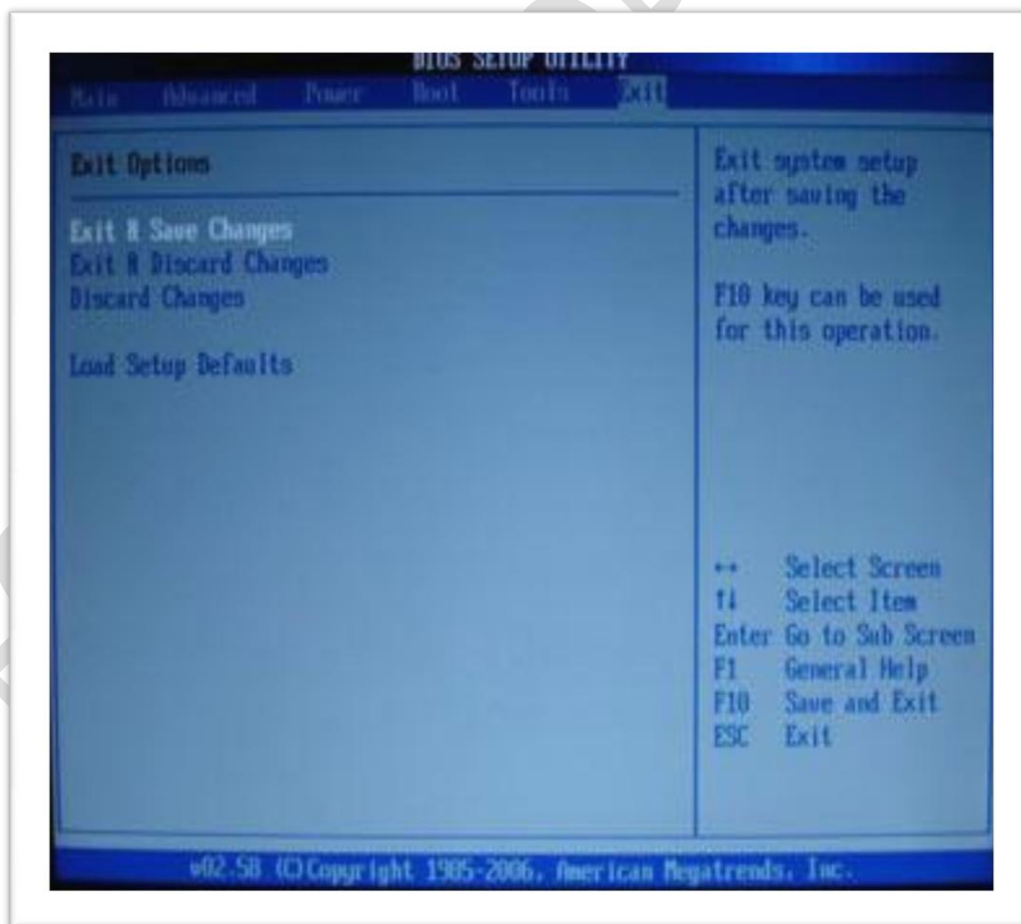 BIOS SETUP UTILITY
Main Advanced Power Boot Tools Exit
Exit Options
Exit & Save Changes
Exit & Discard Changes
Discard Changes
Load Setup Defaults
Exit system setup
after saving the
changes.
F10 key can be used
for this operation.
↔ Select Screen
↑↓ Select Item
Enter Go to Sub Screen
F1 General Help
F10 Save and Exit
ESC Exit
v02.58 (C)Copyright 1985-2006, American Megatrends, Inc.